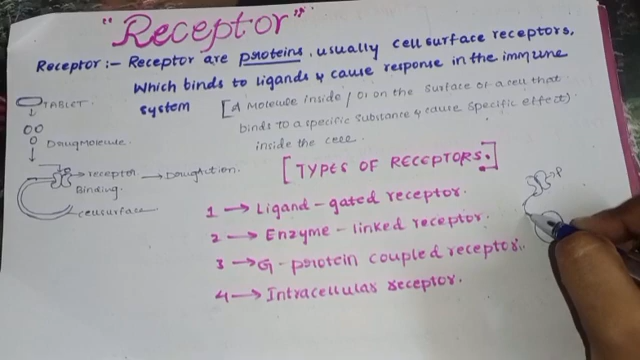 "Receptor"
Receptor :- Receptor are proteins, usually cell surface receptors,
Which binds to ligands & cause response in the immune
system [A Molecule inside / or on the surface of a cell that
binds to a specific substance & cause specific effect)
inside the cell.
TABLET.
Drug Molecule.
receptor → Drug Action.
Binding.
cell surface
[TYPES OF RECEPTORS.]
1 → Ligand-gated receptor.
2 → Enzyme-linked receptor.
3 → G-protein coupled receptor.
4 → Intracellular receptor.